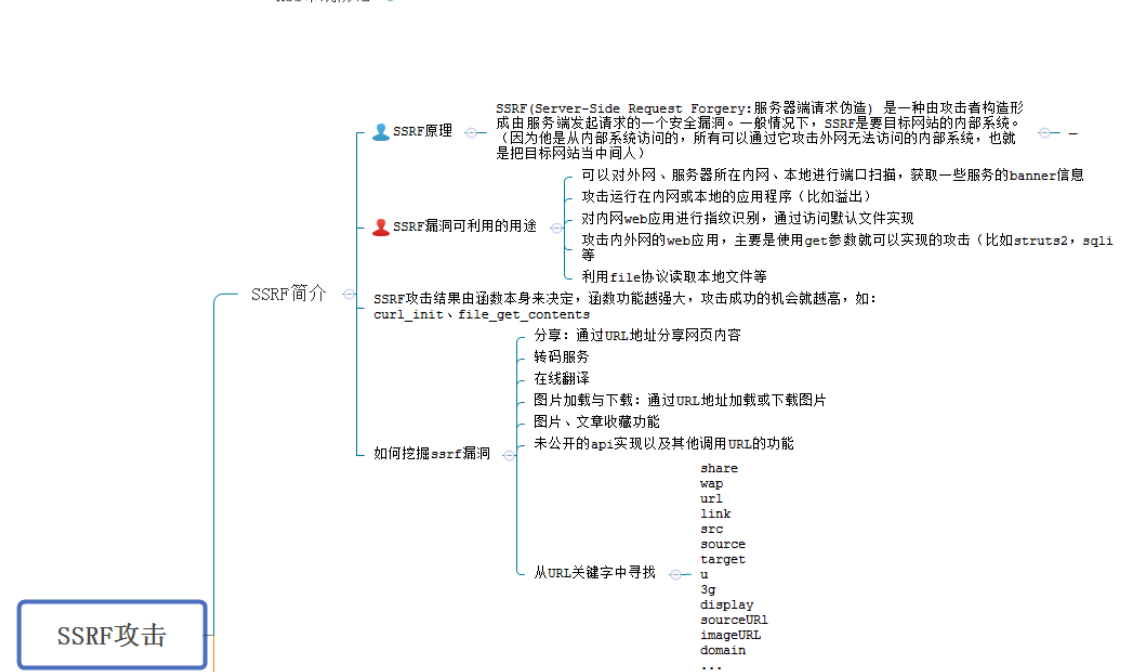 SSRF原理
SSRF(Server-Side Request Forgery:服务器端请求伪造) 是一种由攻击者构造形
成由服务端发起请求的一个安全漏洞。一般情况下，SSRF是要目标网站的内部系统。
（因为他是从内部系统访问的，所有可以通过它攻击外网无法访问的内部系统，也就
是把目标网站当中间人）
SSRF漏洞可利用的用途
可以对外网、服务器所在内网、本地进行端口扫描，获取一些服务的banner信息
攻击运行在内网或本地的应用程序（比如溢出）
对内网web应用进行指纹识别，通过访问默认文件实现
攻击内外网的web应用，主要是使用get参数就可以实现的攻击（比如struts2，sqli
等
利用file协议读取本地文件等
SSRF简介
SSRF攻击结果由函数本身来决定，函数功能越强大，攻击成功的机会就越高，如：
curl_init、file_get_contents
如何挖掘ssrf漏洞
分享：通过URL地址分享网页内容
转码服务
在线翻译
图片加载与下载：通过URL地址加载或下载图片
图片、文章收藏功能
未公开的api实现以及其他调用URL的功能
从URL关键字中寻找
share
wap
url
link
src
source
target
u
3g
display
sourceURl
imageURL
domain
...
SSRF攻击